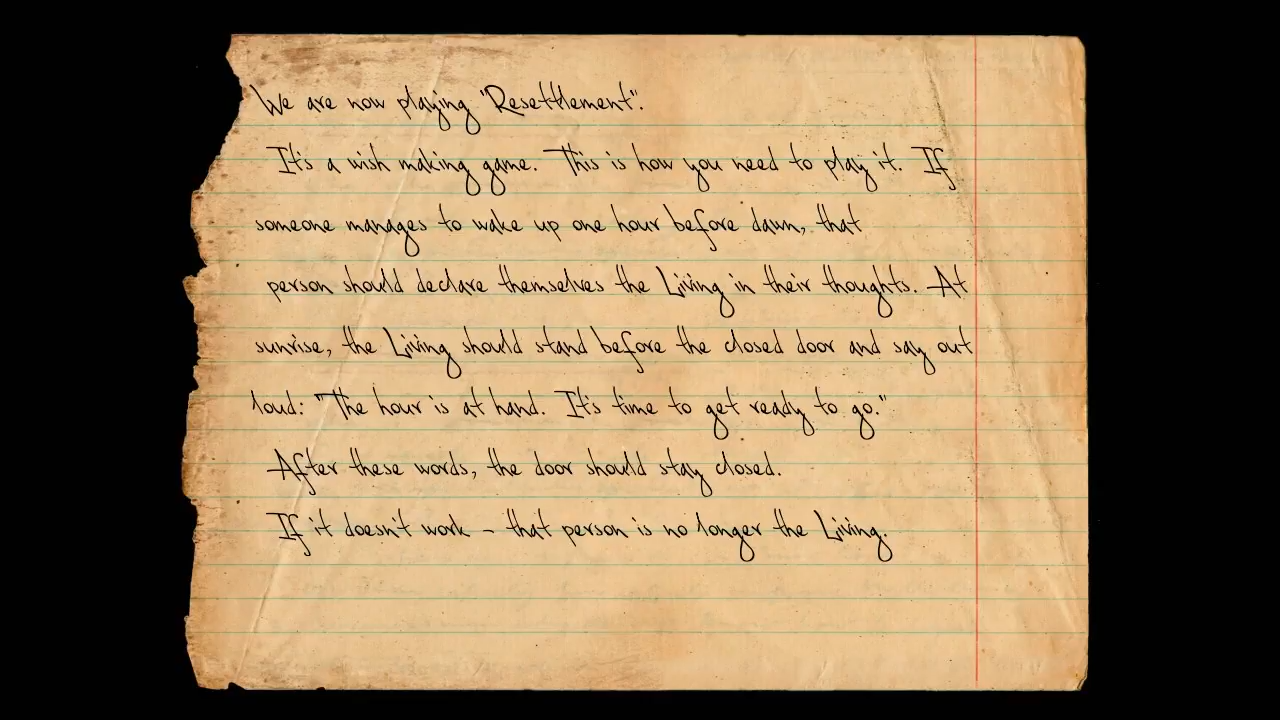 We are now playing "Resettlement".
It's a wish making game. This is how you need to play it. If
someone manages to wake up one hour before dawn, that
person should declare themselves the Living in their thoughts. At
sunrise, the Living should stand before the closed door and say out
loud: "The hour is at hand. It's time to get ready to go."
After these words, the door should stay closed.
If it doesn't work - that person is no longer the Living.